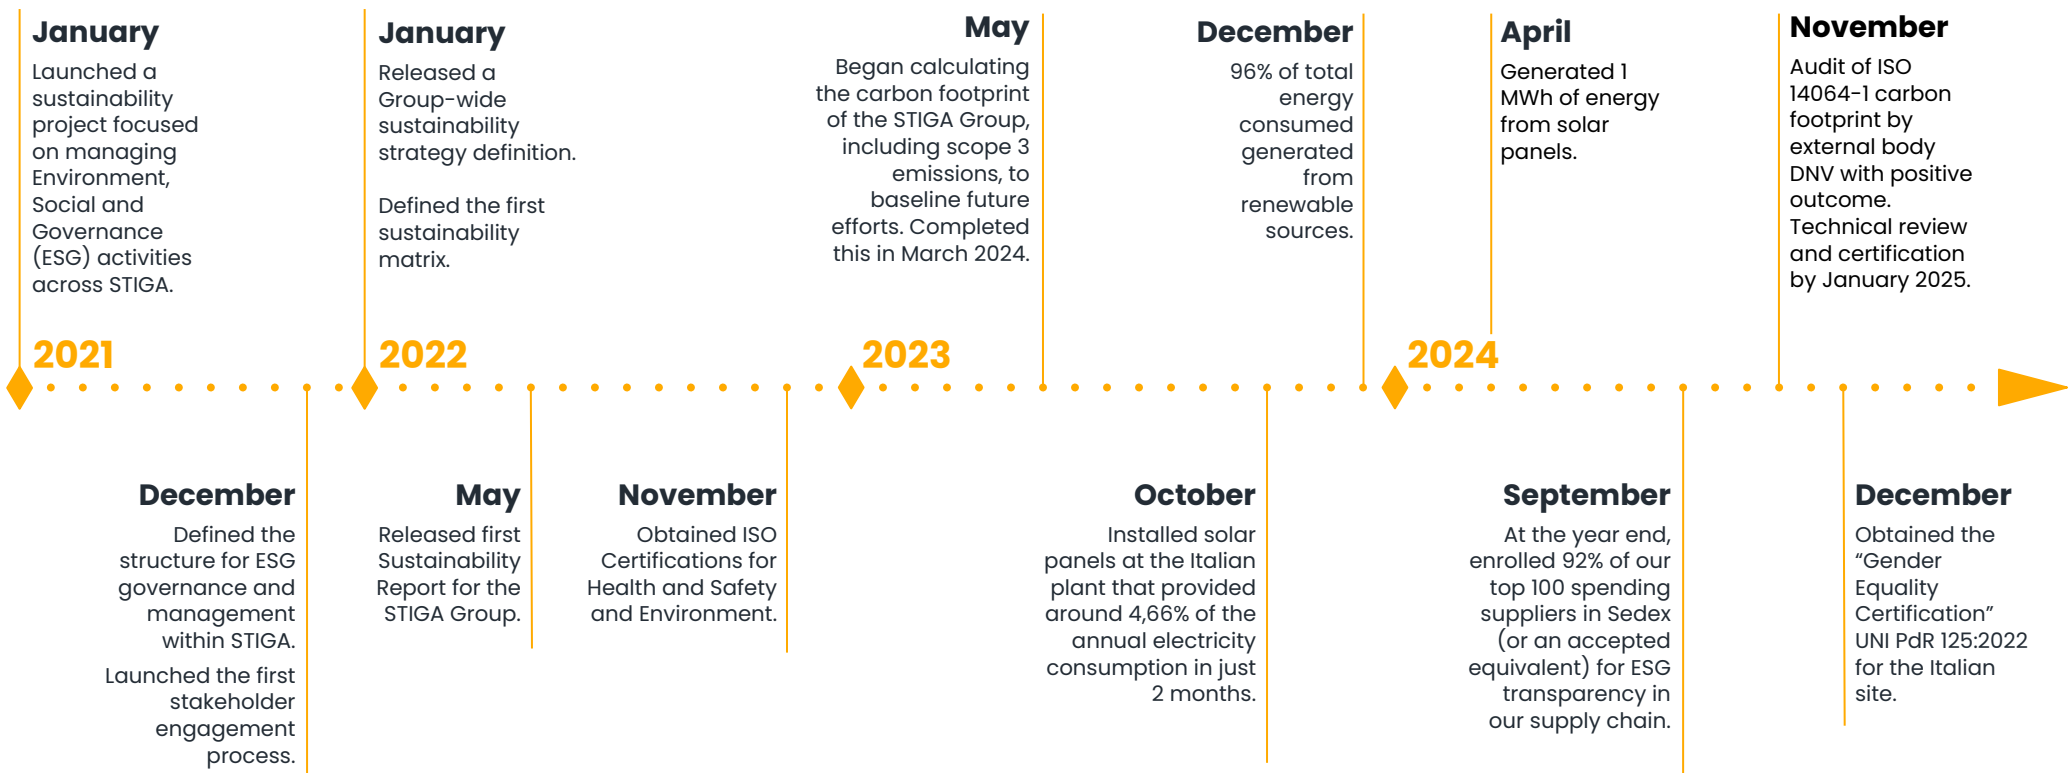 January
Launched a
sustainability
project focused
on managing
Environment,
Social and
Governance
(ESG) activities
across STIGA.
January
Released a
Group-wide
sustainability
strategy definition.
Defined the first
sustainability
matrix.
May
Began calculating
the carbon footprint
of the STIGA Group,
including scope 3
emissions, to
baseline future
efforts. Completed
this in March 2024.
December
96% of total
energy
consumed
generated
from
renewable
sources.
April
Generated 1
MWh of energy
from solar
panels.
November
Audit of ISO
14064-1 carbon
footprint by
external body
DNV with positive
outcome.
Technical review
and certification
by January 2025.
2021
2022
2023
2024
December
Defined the
structure for ESG
governance and
management
within STIGA.
Launched the first
stakeholder
engagement
process.
May
Released first
Sustainability
Report for the
STIGA Group.
November
Obtained ISO
Certifications for
Health and Safety
and Environment.
October
Installed solar
panels at the Italian
plant that provided
around 4,66% of the
annual electricity
consumption in just
2 months.
September
At the year end,
enrolled 92% of our
top 100 spending
suppliers in Sedex
(or an accepted
equivalent) for ESG
transparency in
our supply chain.
December
Obtained the
“Gender
Equality
Certification”
UNI PdR 125:2022
for the Italian
site.